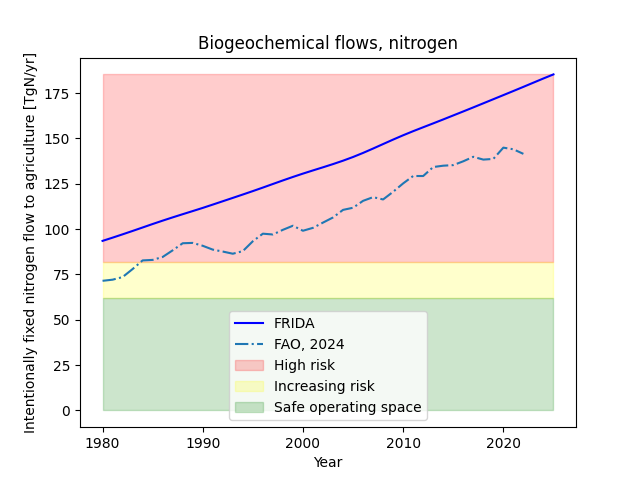 Biogeochemical flows, nitrogen
Intentionally fixed nitrogen flow to agriculture [TgN/yr]
175
150
125
100
75
50
25
0
FRIDA
FAO, 2024
High risk
Increasing risk
Safe operating space
1980 1990 2000 2010 2020
Year